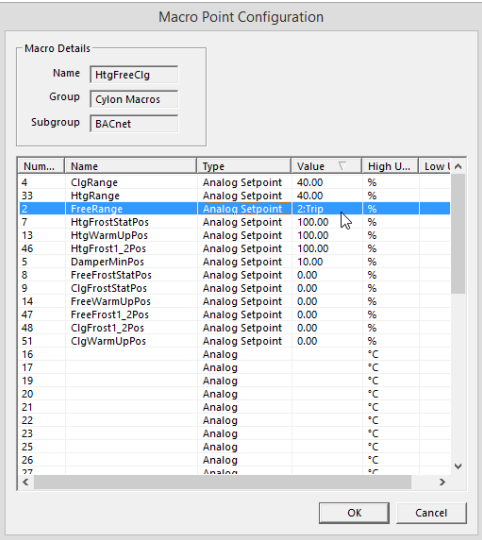 Macro Point Configuration
Macro Details
Name HtgFreeClg
Group Cylon Macros
Subgroup BACnet
Num... Name Type Value High U... Low U
4 ClgRange Analog Setpoint 40.00 %
33 HtgRange Analog Setpoint 40.00 %
2 FreeRange Analog Setpoint 2:Trip %
7 HtgFrostStatPos Analog Setpoint 100.00 %
13 HtgWarmUpPos Analog Setpoint 100.00 %
46 HtgFrost1_2Pos Analog Setpoint 100.00 %
5 DamperMinPos Analog Setpoint 10.00 %
8 FreeFrostStatPos Analog Setpoint 0.00 %
9 ClgFrostStatPos Analog Setpoint 0.00 %
14 FreeWarmUpPos Analog Setpoint 0.00 %
47 FreeFrost1_2Pos Analog Setpoint 0.00 %
48 ClgFrost1_2Pos Analog Setpoint 0.00 %
51 ClgWarmUpPos Analog Setpoint 0.00 %
16 Analog °C
17 Analog °C
19 Analog °C
20 Analog °C
21 Analog °C
22 Analog °C
23 Analog °C
25 Analog °C
26 Analog °C
27 Analog °C
OK Cancel